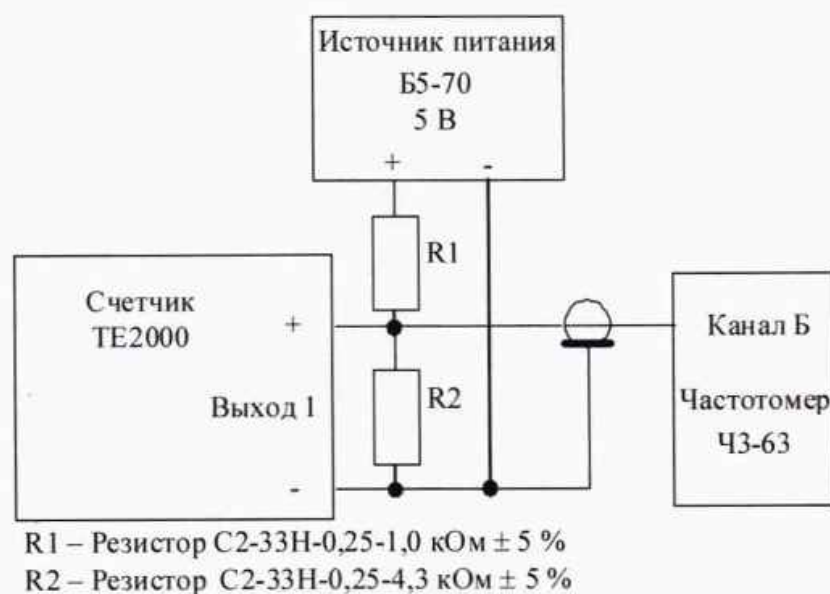 Источник питания
Б5-70
5 В
+ -
R1
Счетчик
ТЕ2000
+
Канал Б
R2
Выход 1
Частотомер
Ч3-63
-
R1 – Резистор С2-33Н-0,25-1,0 кОм ± 5 %
R2 – Резистор С2-33Н-0,25-4,3 кОм ± 5 %